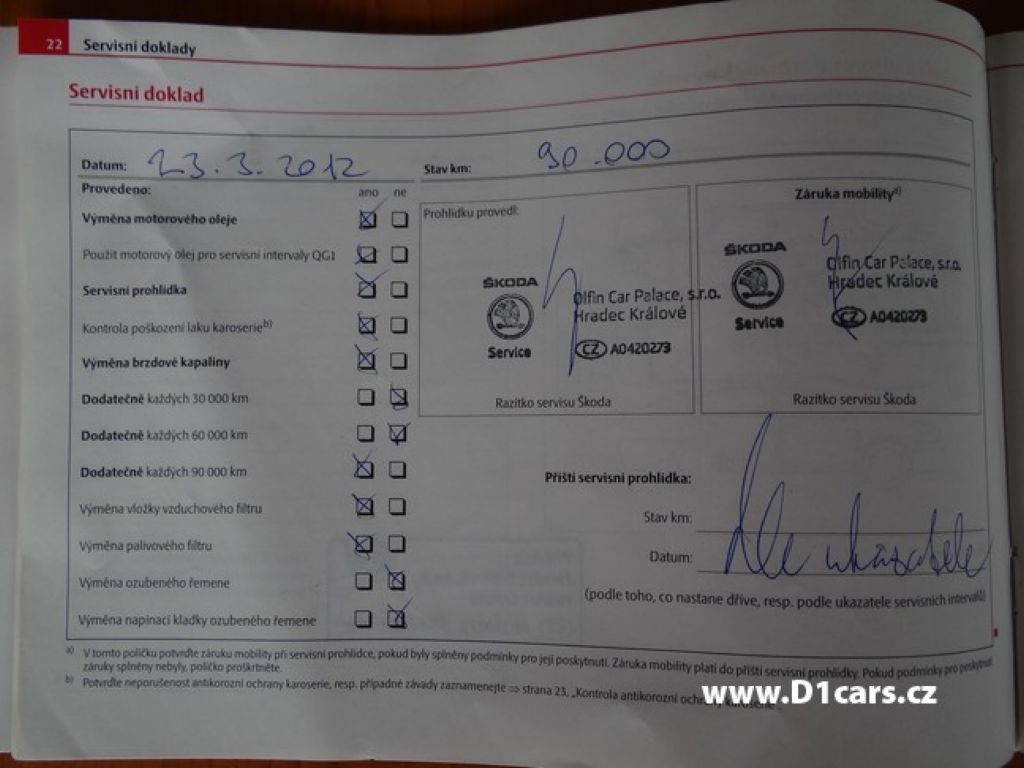 22 Servisní doklady
Servisní doklad
Datum: 23.3.2012
Stav km: 90.000
Provedeno: ano ne
Výměna motorového oleje
Použit motorový olej pro servisní intervaly QG1
Servisní prohlídka
Kontrola poškození laku karoserie b)
Výměna brzdové kapaliny
Dodatečně každých 30 000 km
Dodatečně každých 60 000 km
Dodatečně každých 90 000 km
Výměna vložky vzduchového filtru
Výměna palivového filtru
Výměna ozubeného řemene
Výměna napínací kladky ozubeného řemene
Prohlídku provedl:
ŠKODA
Olfin Car Palace, s.r.o.
Hradec Králové
Service
CZ A0420273
Razítko servisu Škoda
Záruka mobility a)
ŠKODA
Olfin Car Palace, s.r.o.
Hradec Králové
Service
CZ A0420273
Razítko servisu Škoda
Příští servisní prohlídka:
Stav km:
Datum: dle ukazatele
(podle toho, co nastane dříve, resp. podle ukazatele servisních intervalů)
a) V tomto políčku potvrďte záruku mobility při servisní prohlídce, pokud byly splněny podmínky pro její poskytnutí. Záruka mobility platí do příští servisní prohlídky. Pokud podmínky pro poskytnutí
záruky splněny nebyly, políčko proškrtněte.
b) Potvrďte neporušenost antikorozní ochrany karoserie, resp. případné závady zaznamenejte ⇒ strana 23, „Kontrola antikorozní ochrany karoserie“.
www.D1cars.cz